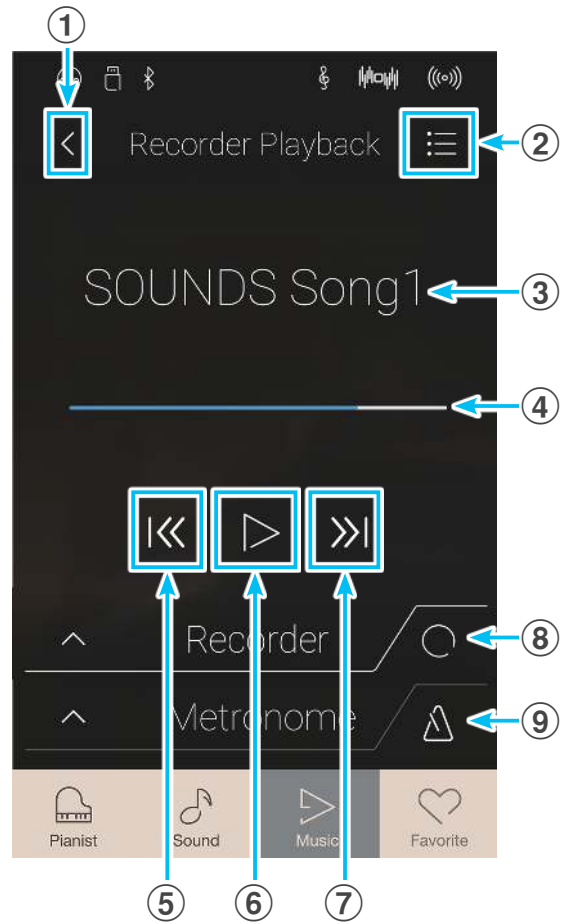 ①
Recorder Playback
②
SOUNDS Song1
③
④
Recorder
⑧
Metronome
⑨
Pianist
Sound
Music
Favorite
⑤
⑥
⑦